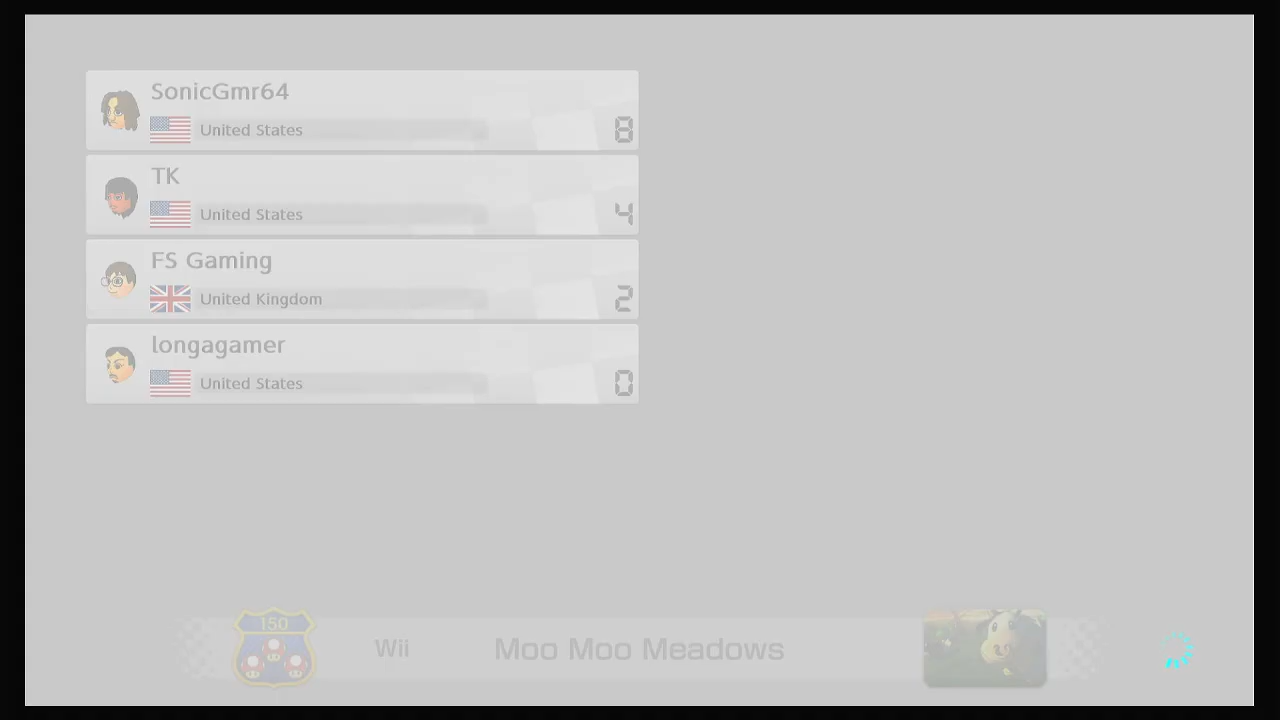 SonicGmr64
United States
8
TK
United States
4
FS Gaming
United Kingdom
2
longagamer
United States
0
150
Wii
Moo Moo Meadows